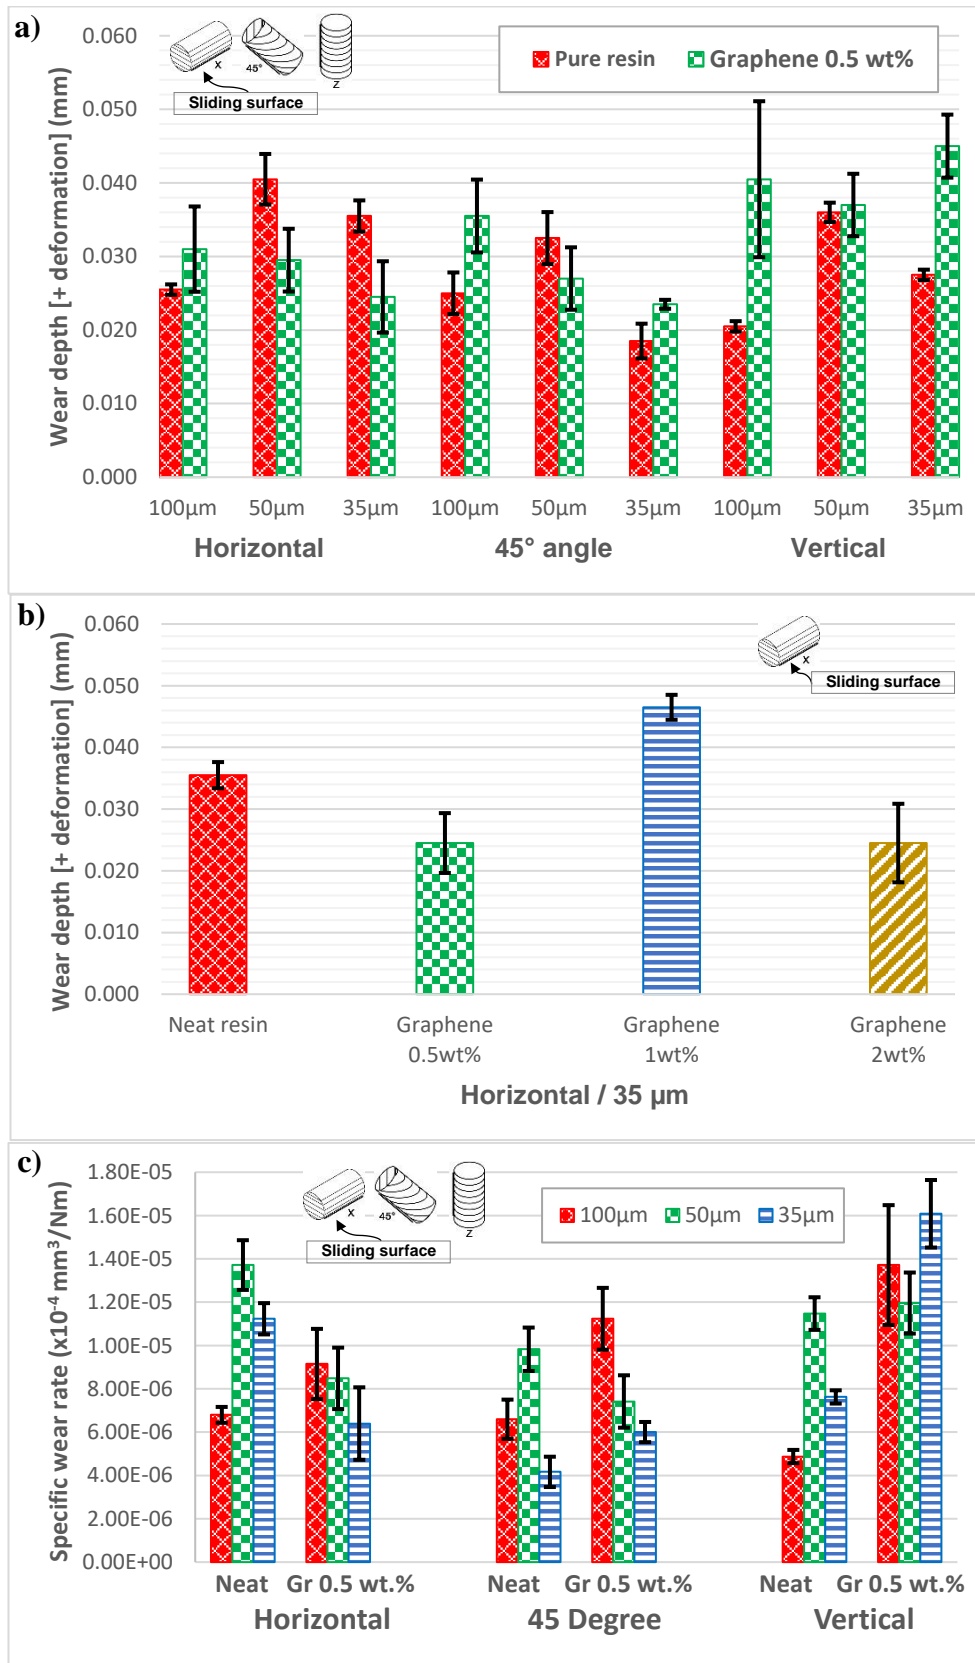 a)
0.060
0.050
0.040
0.030
0.020
0.010
0.000
Wear depth [+ deformation] (mm)
X
45°
Z
Sliding surface
Pure resin
Graphene 0.5 wt%
100µm 50µm 35µm 100µm 50µm 35µm 100µm 50µm 35µm
Horizontal 45° angle Vertical
b)
0.060
0.050
0.040
0.030
0.020
0.010
0.000
Wear depth [+ deformation] (mm)
X
Sliding surface
Neat resin Graphene Graphene Graphene
0.5wt% 1wt% 2wt%
Horizontal / 35 µm
c)
1.80E-05
1.60E-05
1.40E-05
1.20E-05
1.00E-05
8.00E-06
6.00E-06
4.00E-06
2.00E-06
0.00E+00
Specific wear rate (x10⁻⁴ mm³/Nm)
X
45°
Z
Sliding surface
100µm 50µm 35µm
Neat Gr 0.5 wt.% Neat Gr 0.5 wt.% Neat Gr 0.5 wt.%
Horizontal 45 Degree Vertical